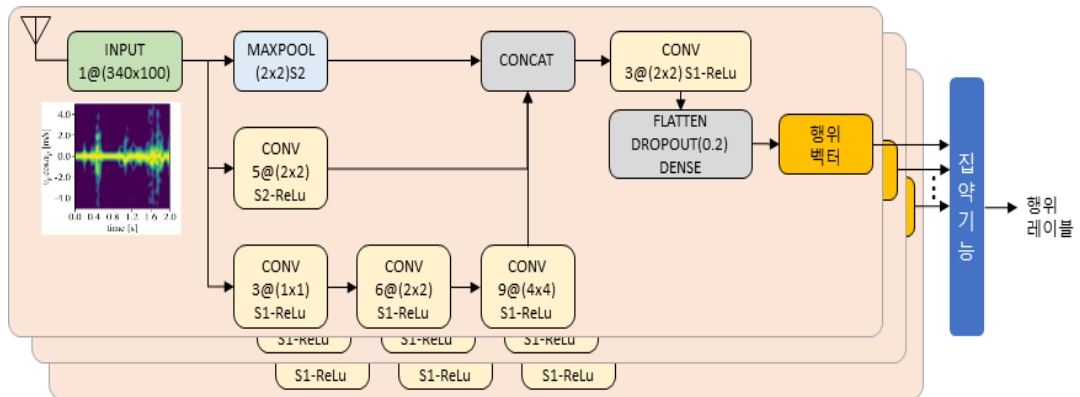 INPUT
1@(340x100)
MAXPOOL
(2x2)S2
CONCAT
CONV
3@(2x2) S1-ReLu
4.0
2.0
0.0
-2.0
-4.0
0.0 0.4 0.8 1.2 1.6 2.0
time [s]
CONV
5@(2x2)
S2-ReLu
FLATTEN
DROPOUT(0.2)
DENSE
행위
벡터
CONV
3@(1x1)
S1-ReLu
CONV
6@(2x2)
S1-ReLu
CONV
9@(4x4)
S1-ReLu
S1-ReLu
S1-ReLu
S1-ReLu
S1-ReLu
S1-ReLu
S1-ReLu
집약기능
행위
레이블